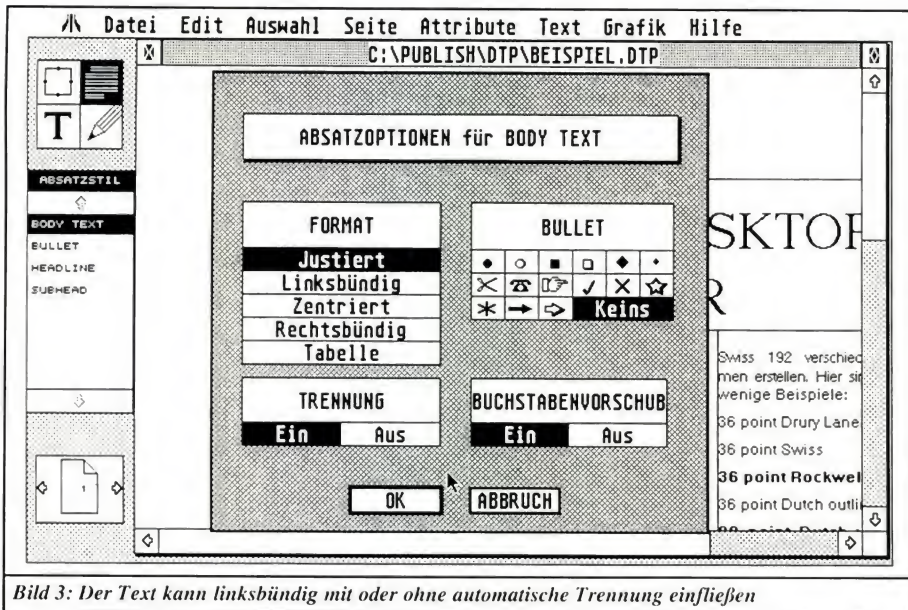 Datei Edit Auswahl Seite Attribute Text Grafik Hilfe
C:\PUBLISH\DTP\BEISPIEL.DTP
T
ABSATZSTIL
BODY TEXT
BULLET
HEADLINE
SUBHEAD
1
ABSATZOPTIONEN für BODY TEXT
FORMAT
Justiert
Linksbündig
Zentriert
Rechtsbündig
Tabelle
BULLET
Keins
TRENNUNG
Ein Aus
BUCHSTABENVORSCHUB
Ein Aus
OK ABBRUCH
SKTOP
R
Swiss 192 verschied
men erstellen. Hier sin
wenige Beispiele:
36 point Drury Lane
36 point Swiss
36 point Rockwel
36 point Dutch outlin
Bild 3: Der Text kann linksbündig mit oder ohne automatische Trennung einfließen